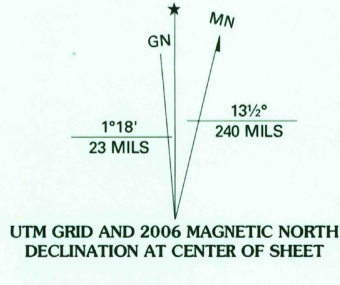 ★
MN
GN
1°18'
23 MILS
13½°
240 MILS
UTM GRID AND 2006 MAGNETIC NORTH
DECLINATION AT CENTER OF SHEET